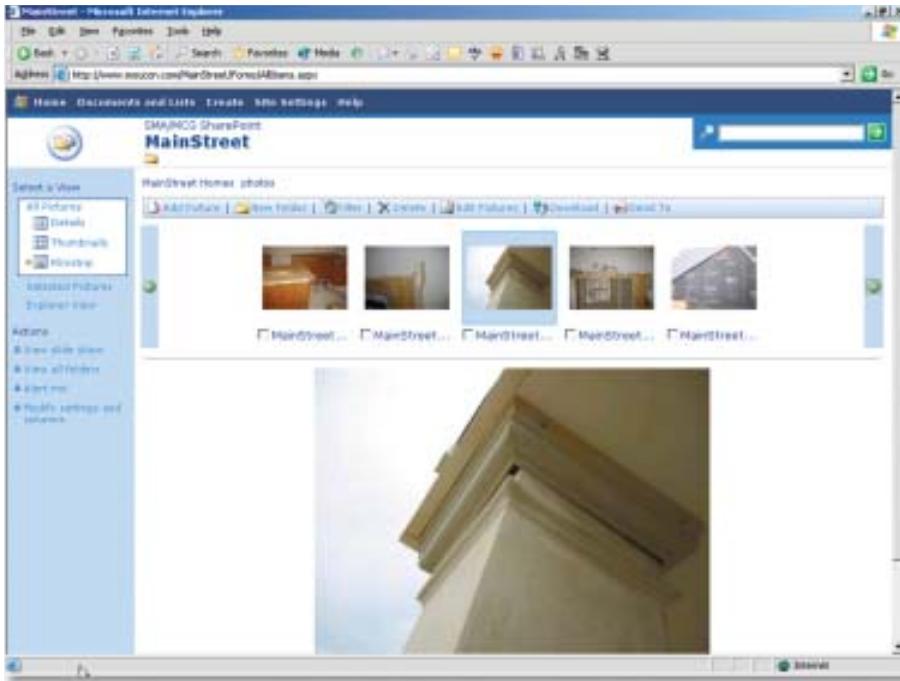 MainStreet - Microsoft Internet Explorer
File Edit View Favorites Tools Help
Back Search Favorites Media
Address Go
Home Documents and Lists Create Site Settings Help
SMA/MCG SharePoint
MainStreet
Select a View
All Pictures
Details
Thumbnails
Filmstrip
Selected Pictures
Explorer View
Actions
View slide show
View all folders
Alert me
Modify settings and
columns
MainStreet Homes photos
Add Picture | New Folder | Filter | Delete | Edit Pictures | Download | Send To
MainStreet... MainStreet... MainStreet... MainStreet... MainStreet...
Internet